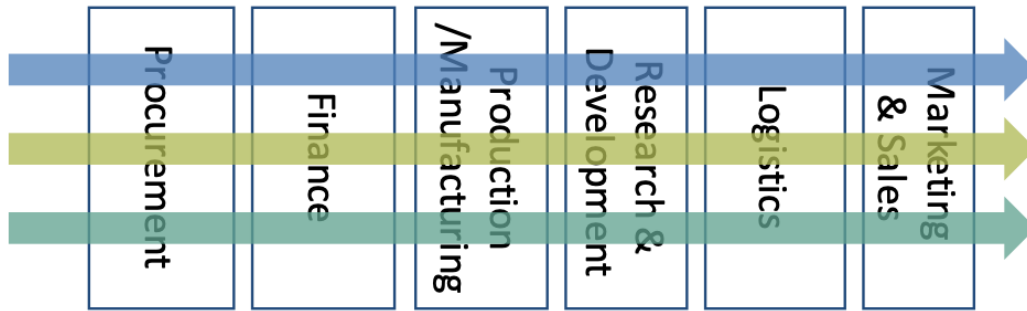 Procurement
Finance
Production
/Manufacturing
Research &
Development
Logistics
Marketing
& Sales